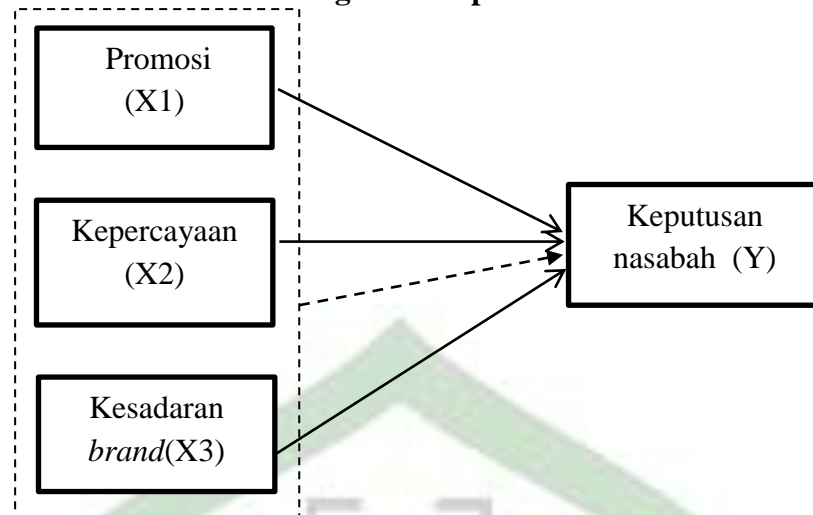 Promosi
(X1)
Kepercayaan
(X2)
Kesadaran
brand(X3)
Keputusan
nasabah (Y)